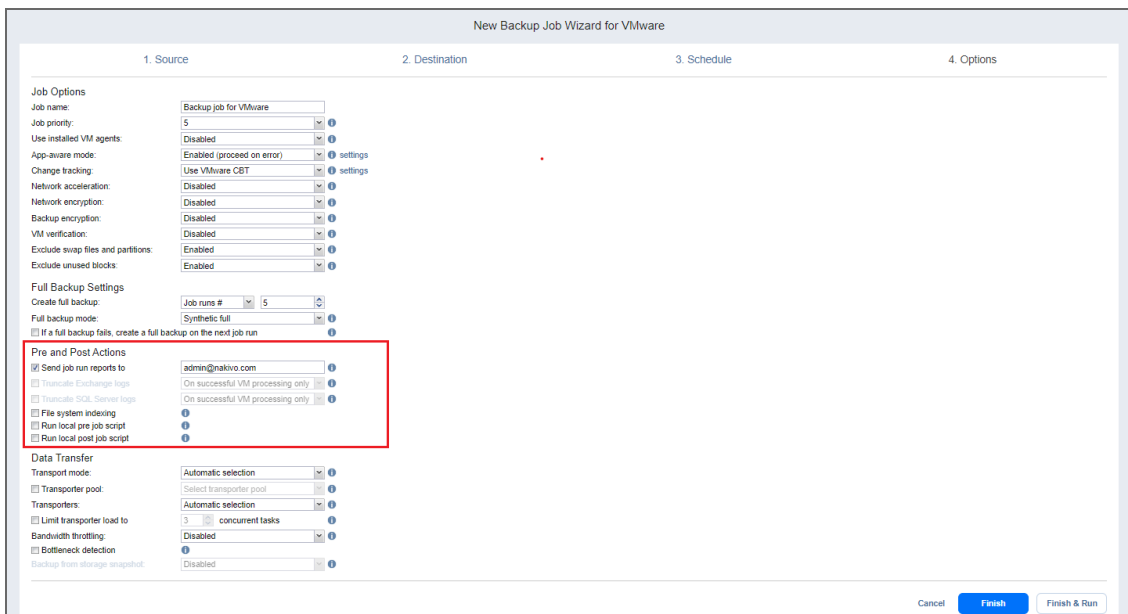 New Backup Job Wizard for VMware
1. Source 2. Destination 3. Schedule 4. Options
Job Options
Job name: Backup job for VMware
Job priority: 5
Use installed VM agents: Disabled
App-aware mode: Enabled (proceed on error) settings
Change tracking: Use VMware CBT settings
Network acceleration: Disabled
Network encryption: Disabled
Backup encryption: Disabled
VM verification: Disabled
Exclude swap files and partitions: Enabled
Exclude unused blocks: Enabled
Full Backup Settings
Create full backup: Job runs # 5
Full backup mode: Synthetic full
If a full backup fails, create a full backup on the next job run
Pre and Post Actions
Send job run reports to admin@nakivo.com
Truncate Exchange logs On successful VM processing only
Truncate SQL Server logs On successful VM processing only
File system indexing
Run local pre job script
Run local post job script
Data Transfer
Transport mode: Automatic selection
Transporter pool: Select transporter pool
Transporters: Automatic selection
Limit transporter load to 3 concurrent tasks
Bandwidth throttling: Disabled
Bottleneck detection
Backup from storage snapshot: Disabled
Cancel Finish Finish & Run